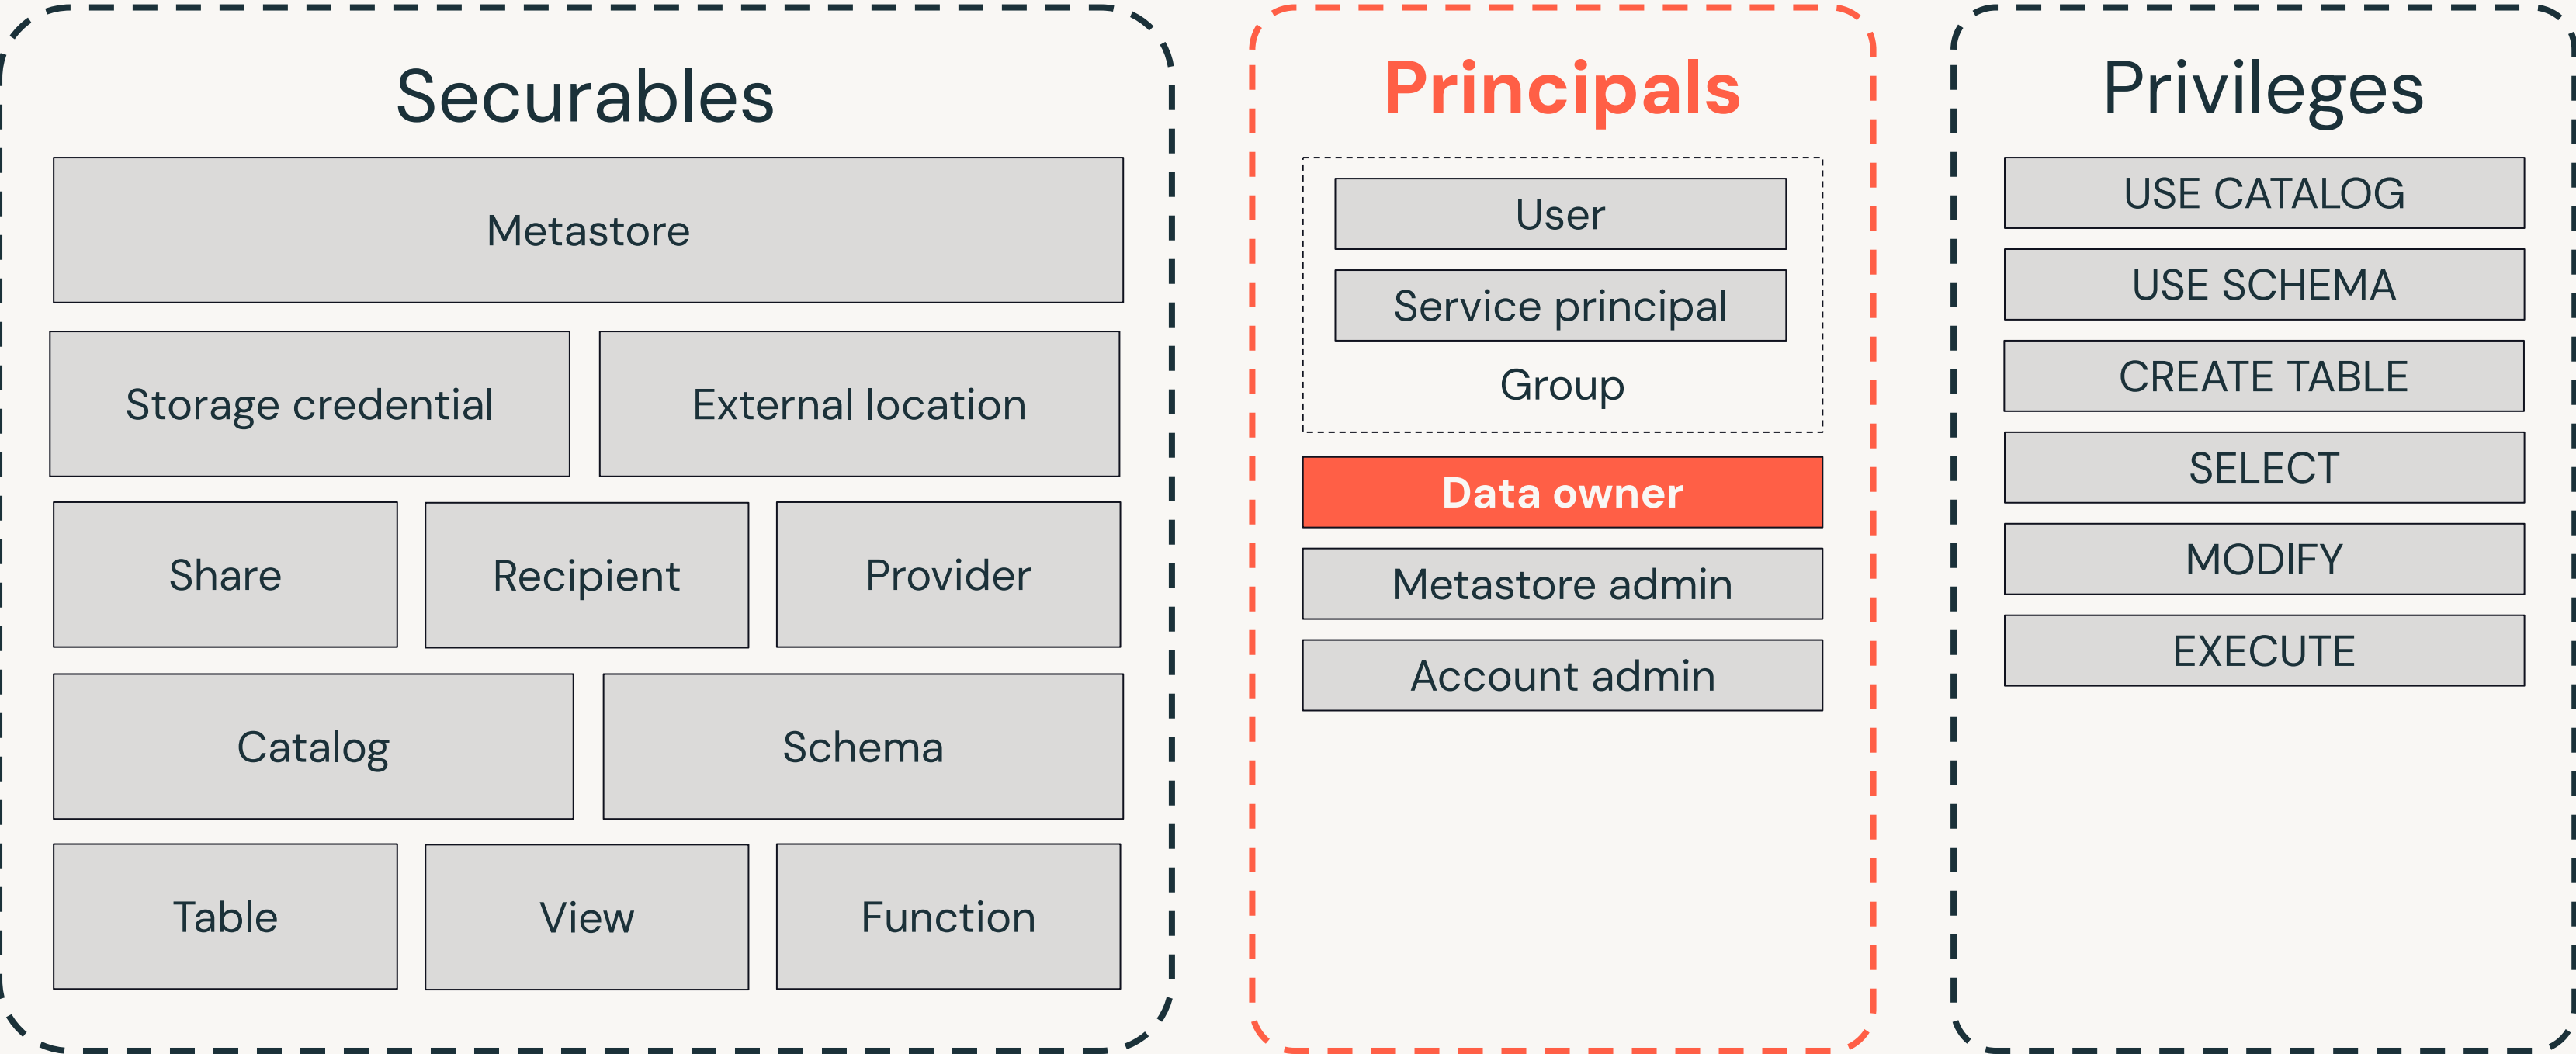 Securables
Metastore
Storage credential
External location
Share
Recipient
Provider
Catalog
Schema
Table
View
Function
Principals
User
Service principal
Group
Data owner
Metastore admin
Account admin
Privileges
USE CATALOG
USE SCHEMA
CREATE TABLE
SELECT
MODIFY
EXECUTE